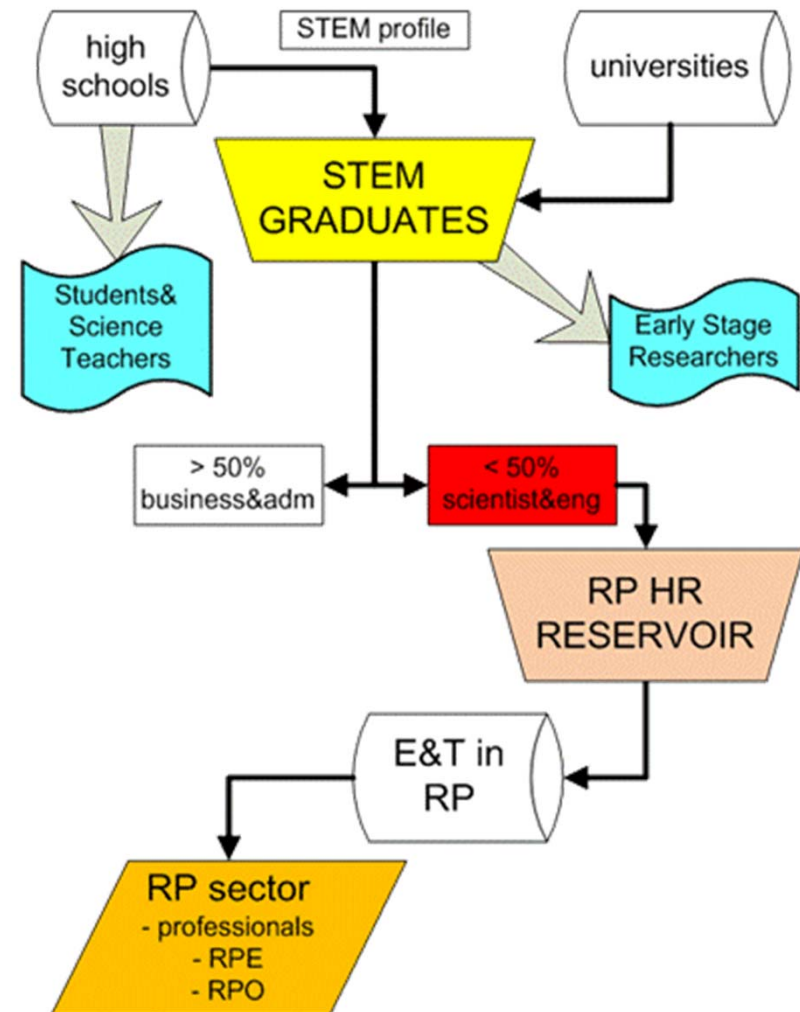 STEM profile
high
schools
universities
STEM
GRADUATES
Students&
Science
Teachers
Early Stage
Researchers
> 50%
business&adm
< 50%
scientist&eng
RP HR
RESERVOIR
E&T in
RP
RP sector
- professionals
- RPE
- RPO